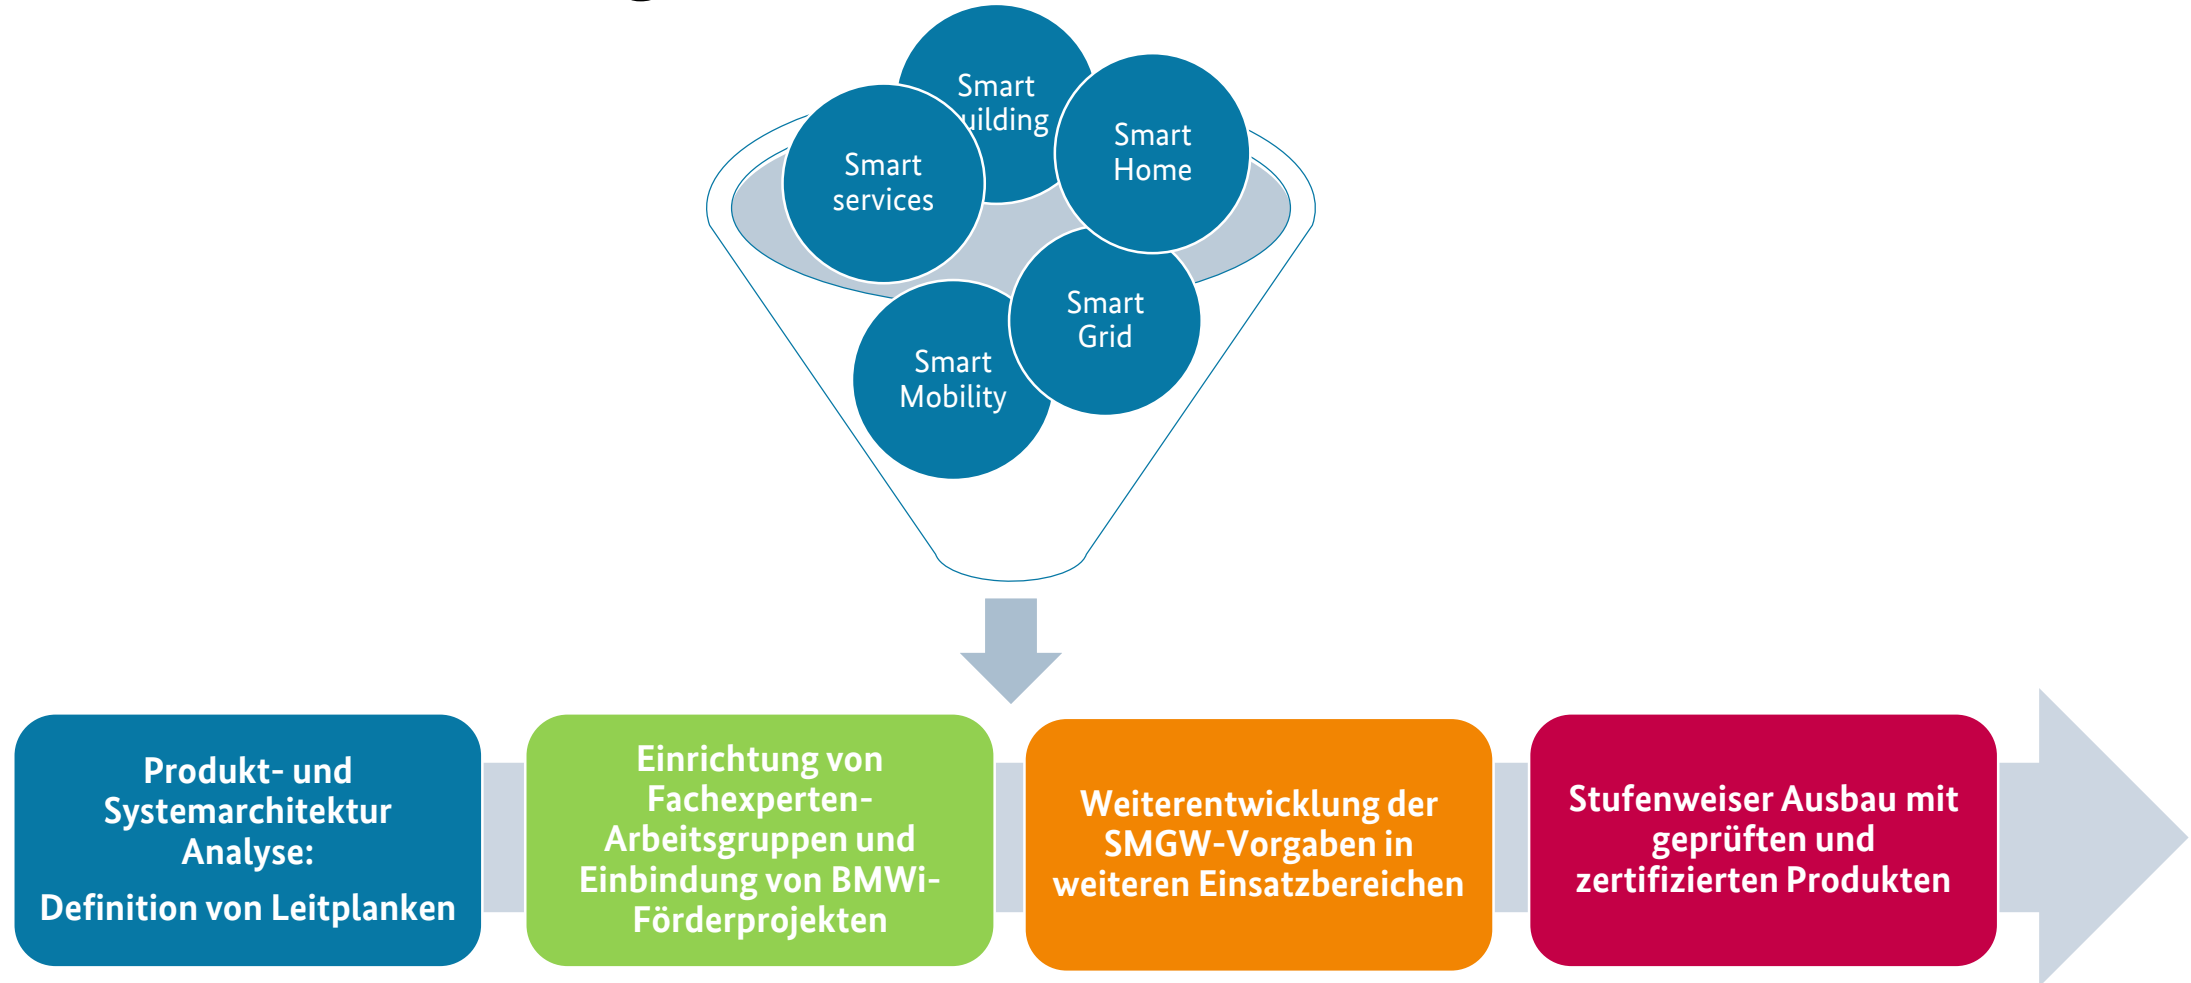 Smart
uilding
Smart
Home
Smart
services
Smart
Grid
Smart
Mobility
Produkt- und
Systemarchitektur
Analyse:
Definition von Leitplanken
Einrichtung von
Fachexperten-
Arbeitsgruppen und
Einbindung von BMWi-
Förderprojekten
Weiterentwicklung der
SMGW-Vorgaben in
weiteren Einsatzbereichen
Stufenweiser Ausbau mit
geprüften und
zertifizierten Produkten